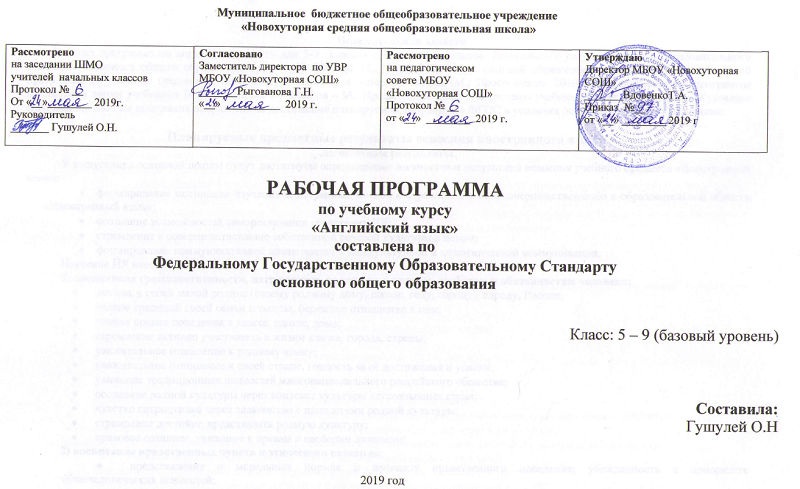 Муниципальное бюджетное общеобразовательное учреждение
«Новохуторная средняя общеобразовательная школа»
Рассмотрено
на заседании ШМО
учителей начальных классов
Протокол № 6
От «24» мая 2019г.
Руководитель
Гушулей О.Н.
Согласовано
Заместитель директора по УВР
МБОУ «Новохуторная СОШ»
Рыгованова Г.Н.
«24» мая 2019 г.
Рассмотрено
на педагогическом
совете МБОУ
«Новохуторная СОШ»
Протокол № 6
от «24» мая 2019 г.
Утверждаю
Директор МБОУ «Новохуторная
СОШ»
Вдовенко Г.А.
Приказ № 97
от «24» мая 2019 г
РАБОЧАЯ ПРОГРАММА
по учебному курсу
«Английский язык»
составлена по
Федеральному Государственному Образовательному Стандарту
основного общего образования
Класс: 5 – 9 (базовый уровень)
Составила:
Гушулей О.Н
2019 год